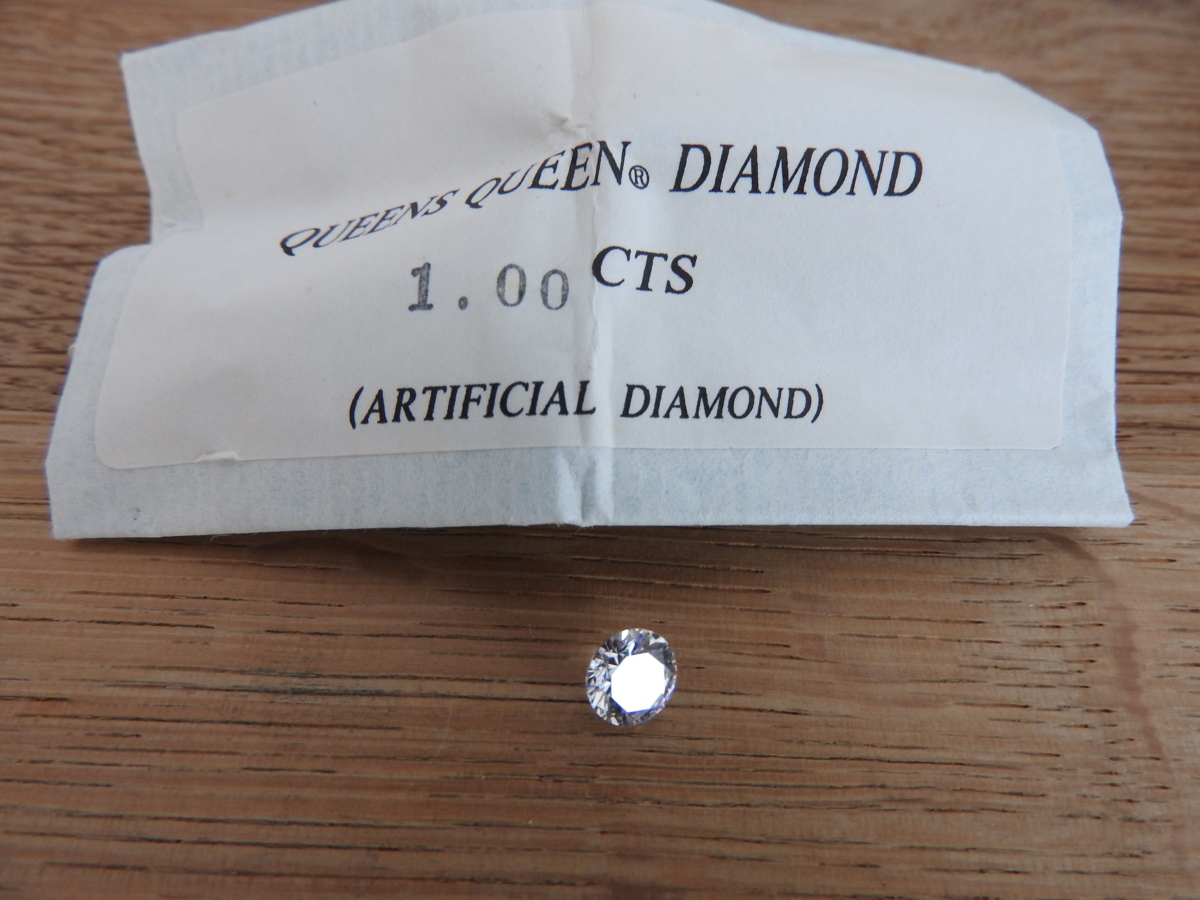 QUEENS QUEEN® DIAMOND
1.00 CTS
(ARTIFICIAL DIAMOND)